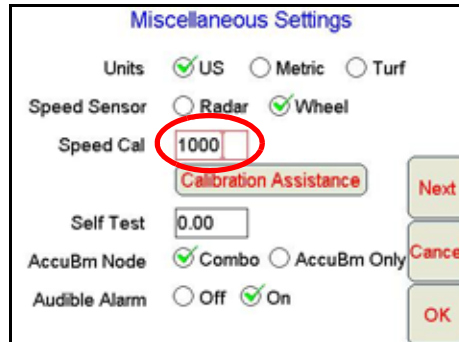 Miscellaneous Settings
Units US Metric Turf
Speed Sensor Radar Wheel
Speed Cal 1000
Calibration Assistance
Next
Self Test 0.00
AccuBm Node Combo AccuBm Only
Cance
Audible Alarm Off On
OK